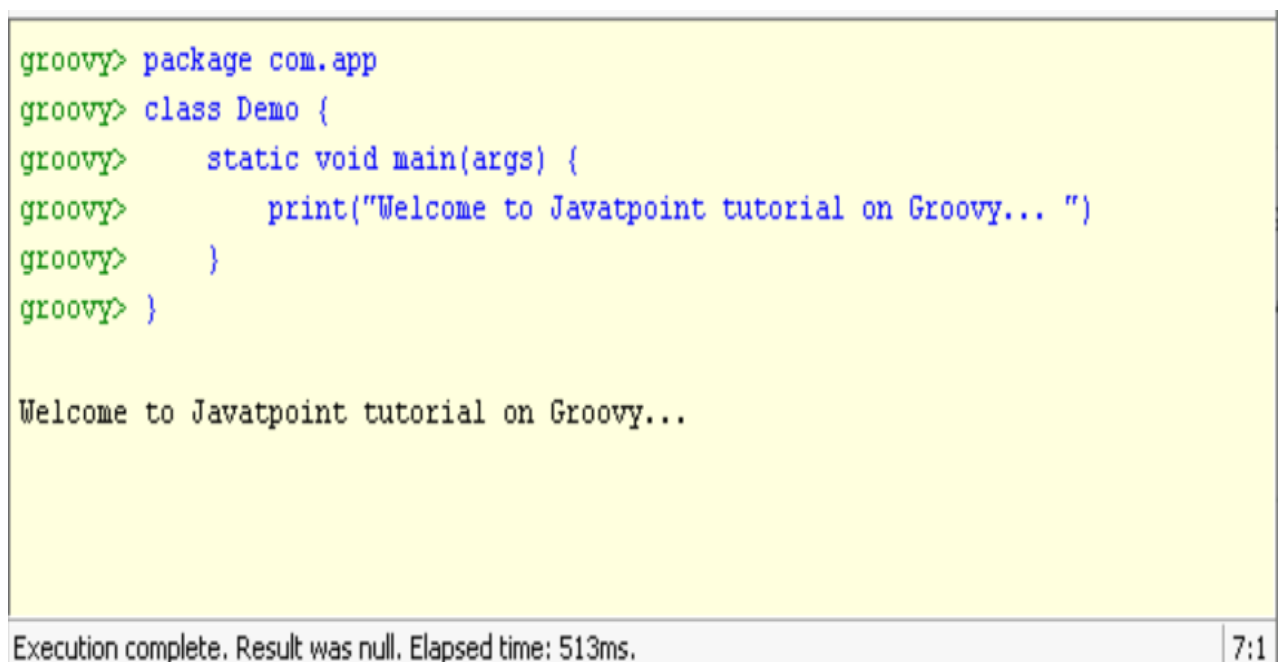 groovy> package com.app
groovy> class Demo {
groovy>     static void main(args) {
groovy>         print("Welcome to Javatpoint tutorial on Groovy... ")
groovy>     }
groovy> }
Welcome to Javatpoint tutorial on Groovy...
Execution complete. Result was null. Elapsed time: 513ms. 7:1